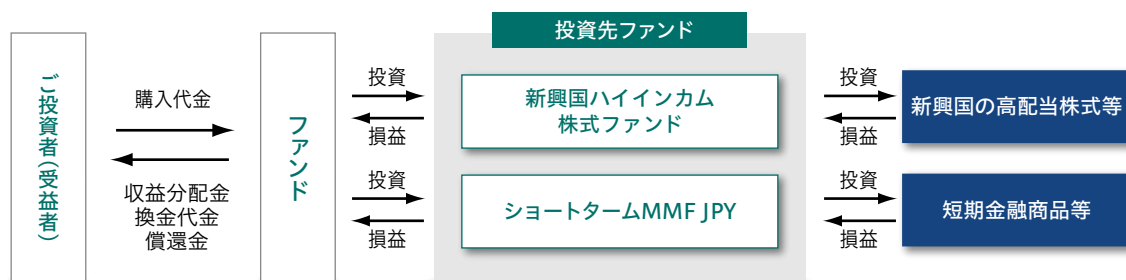 投資先ファンド
ご投資者(受益者)
購入代金
収益分配金
換金代金
償還金
ファンド
投資
損益
新興国ハイインカム
株式ファンド
投資
損益
新興国の高配当株式等
投資
損益
ショートタームMMF JPY
投資
損益
短期金融商品等